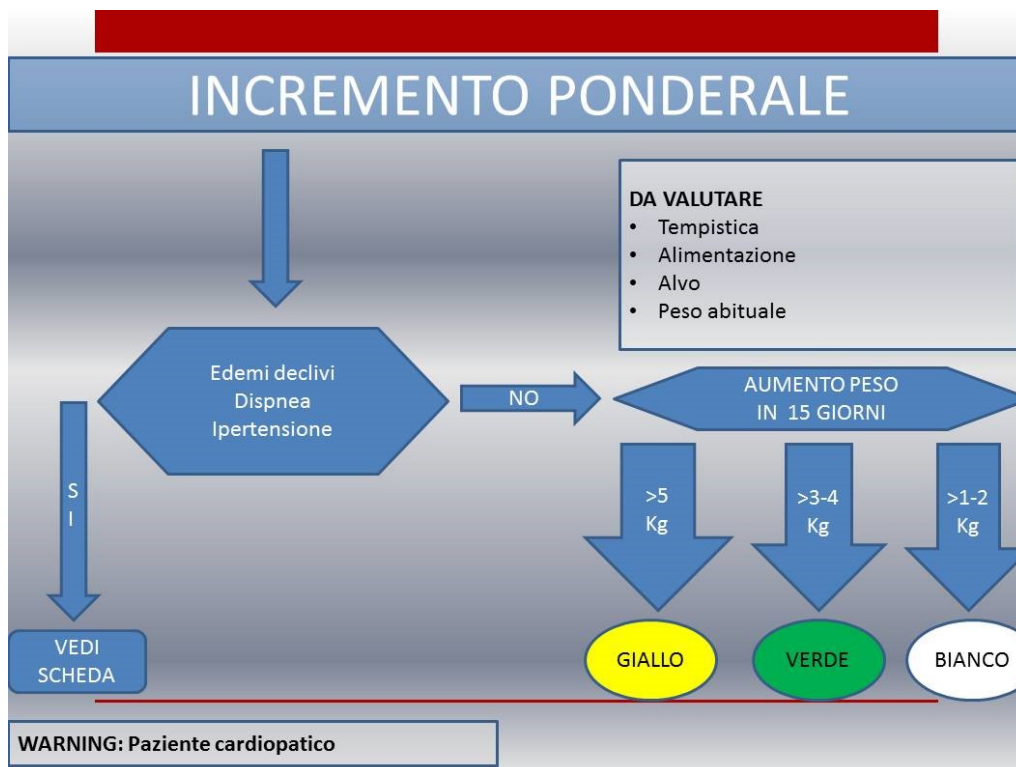 INCREMENTO PONDERALE
DA VALUTARE
• Tempistica
• Alimentazione
• Alvo
• Peso abituale
Edemi declivi
Dispnea
Ipertensione
NO
AUMENTO PESO
IN 15 GIORNI
S
I
>5
Kg
>3-4
Kg
>1-2
Kg
VEDI
SCHEDA
GIALLO
VERDE
BIANCO
WARNING: Paziente cardiopatico